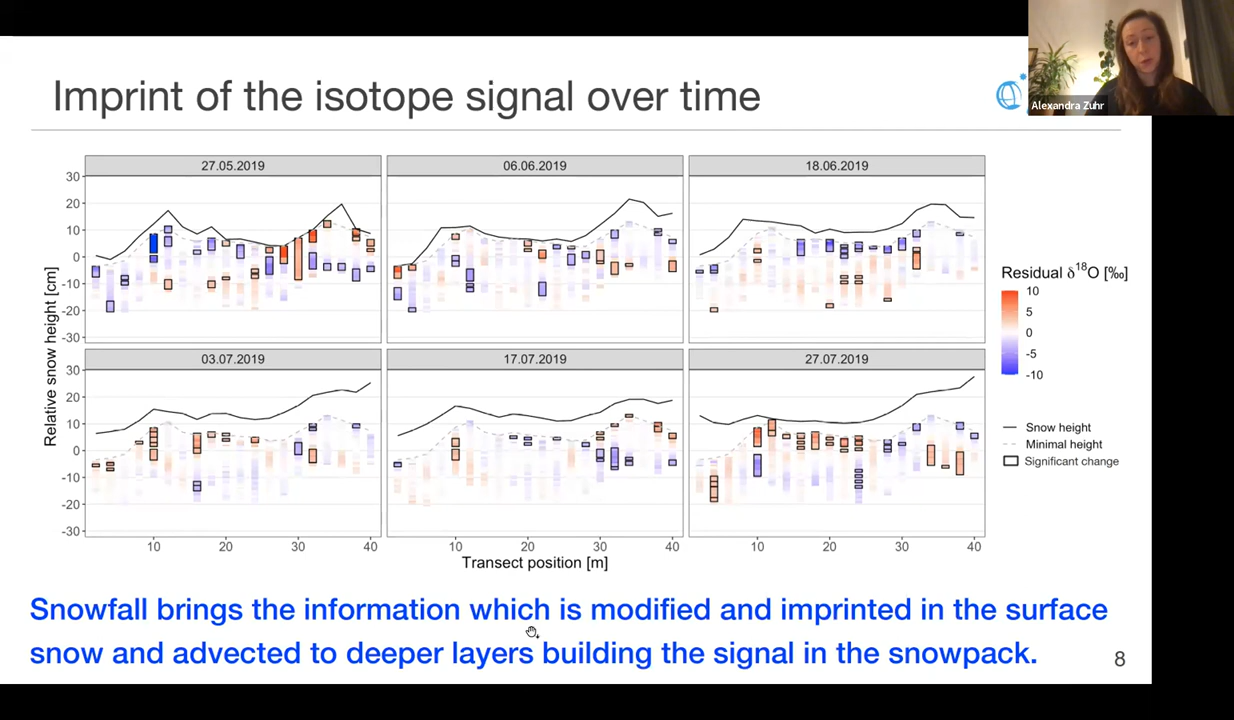 Imprint of the isotope signal over time
Alexandra Zuhr
27.05.2019
06.06.2019
18.06.2019
30
20
10
0
-10
-20
-30
03.07.2019
17.07.2019
27.07.2019
30
20
10
0
-10
-20
-30
Relative snow height [cm]
10 20 30 40
10 20 30 40
10 20 30 40
Transect position [m]
Residual δ18O [‰]
10
5
0
-5
-10
Snow height
Minimal height
Significant change
Snowfall brings the information which is modified and imprinted in the surface
snow and advected to deeper layers building the signal in the snowpack.
8